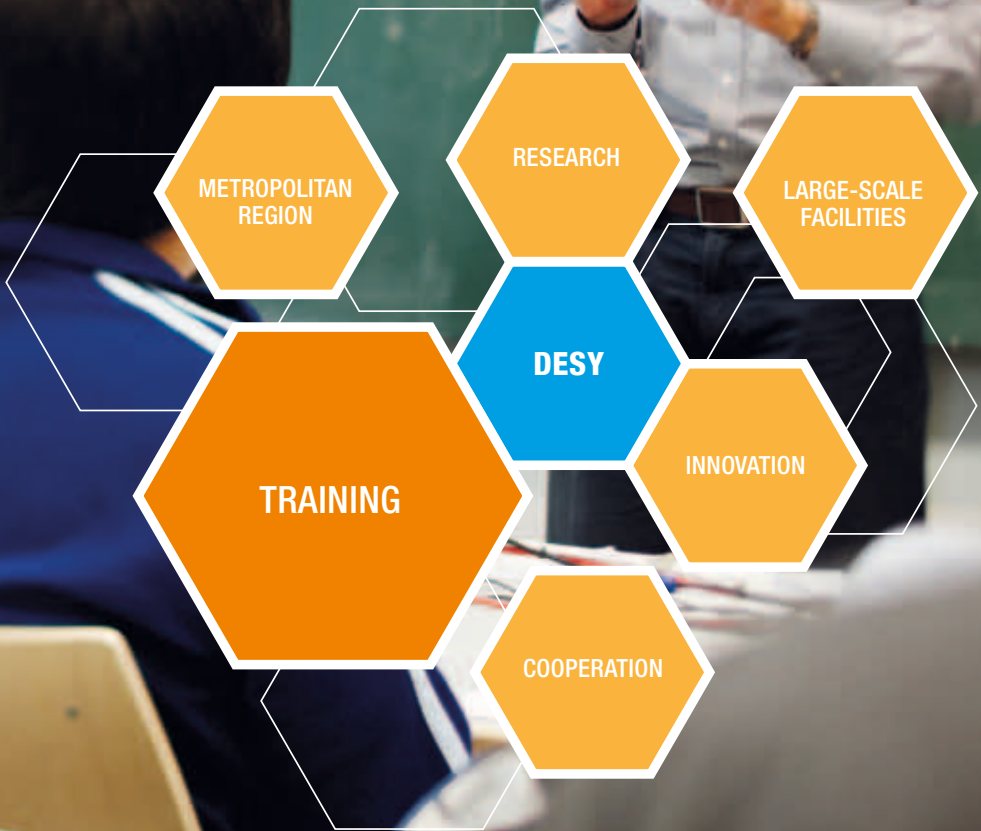 RESEARCH
METROPOLITAN
REGION
LARGE-SCALE
FACILITIES
DESY
INNOVATION
TRAINING
COOPERATION